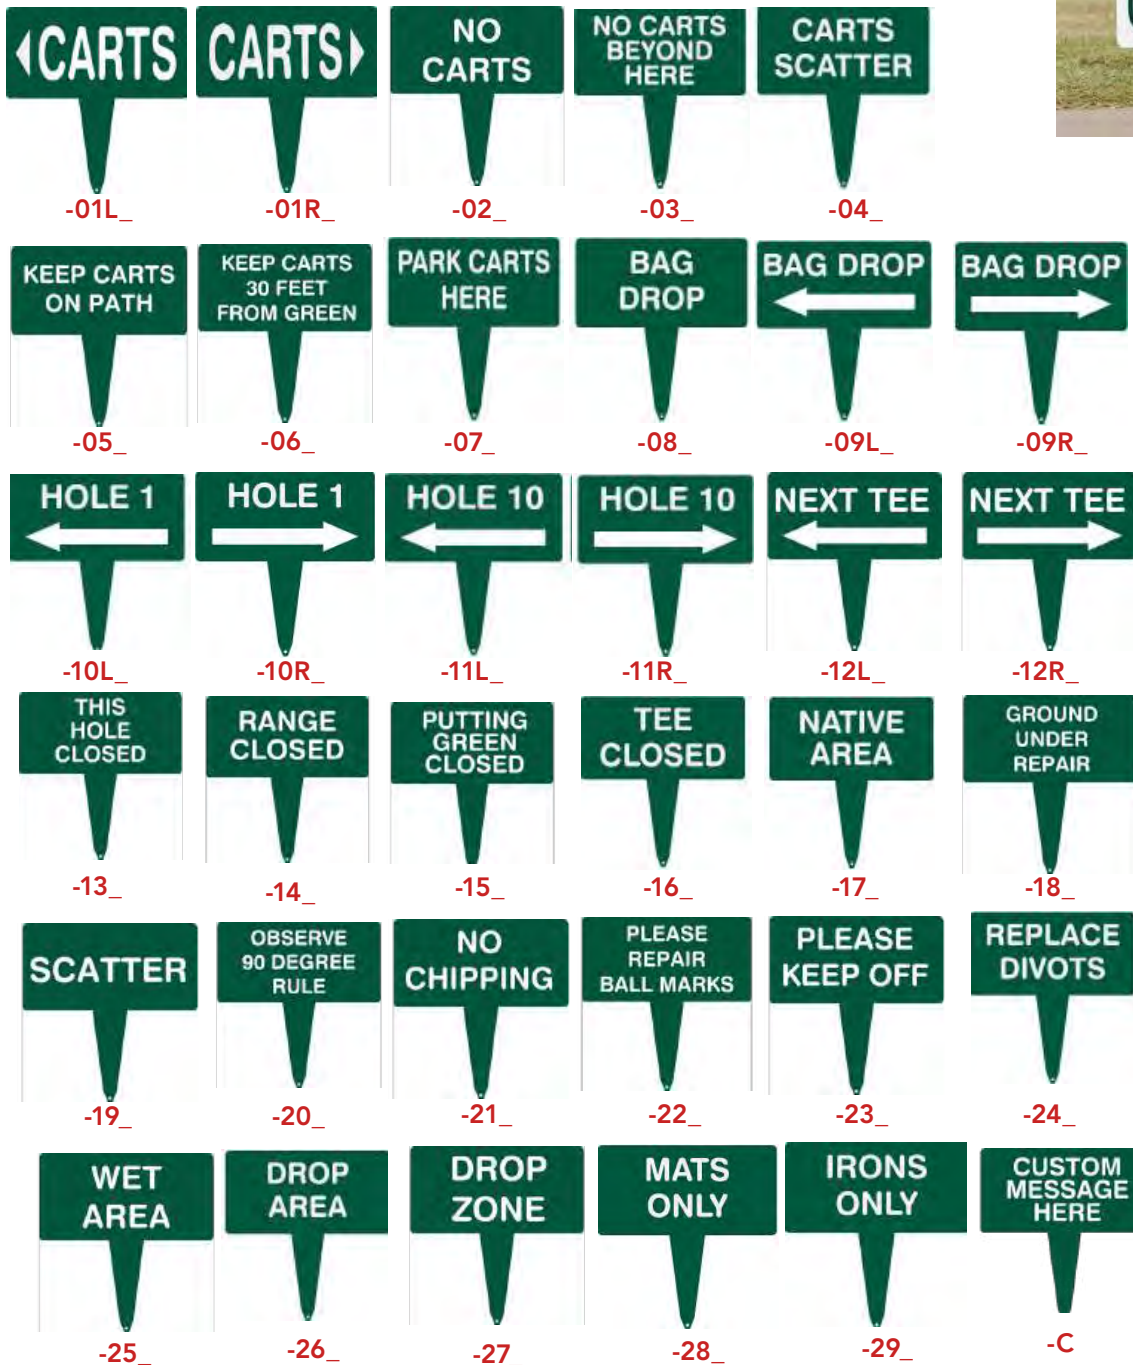 CARTS
CARTS
NO
CARTS
NO CARTS
BEYOND
HERE
CARTS
SCATTER
-01L_
-01R_
-02_
-03_
-04_
KEEP CARTS
ON PATH
KEEP CARTS
30 FEET
FROM GREEN
PARK CARTS
HERE
BAG
DROP
BAG DROP
BAG DROP
-05_
-06_
-07_
-08_
-09L_
-09R_
HOLE 1
HOLE 1
HOLE 10
HOLE 10
NEXT TEE
NEXT TEE
-10L_
-10R_
-11L_
-11R_
-12L_
-12R_
THIS
HOLE
CLOSED
RANGE
CLOSED
PUTTING
GREEN
CLOSED
TEE
CLOSED
NATIVE
AREA
GROUND
UNDER
REPAIR
-13_
-14_
-15_
-16_
-17_
-18_
SCATTER
OBSERVE
90 DEGREE
RULE
NO
CHIPPING
PLEASE
REPAIR
BALL MARKS
PLEASE
KEEP OFF
REPLACE
DIVOTS
-19_
-20_
-21_
-22_
-23_
-24_
WET
AREA
DROP
AREA
DROP
ZONE
MATS
ONLY
IRONS
ONLY
CUSTOM
MESSAGE
HERE
-25_
-26_
-27_
-28_
-29_
-C